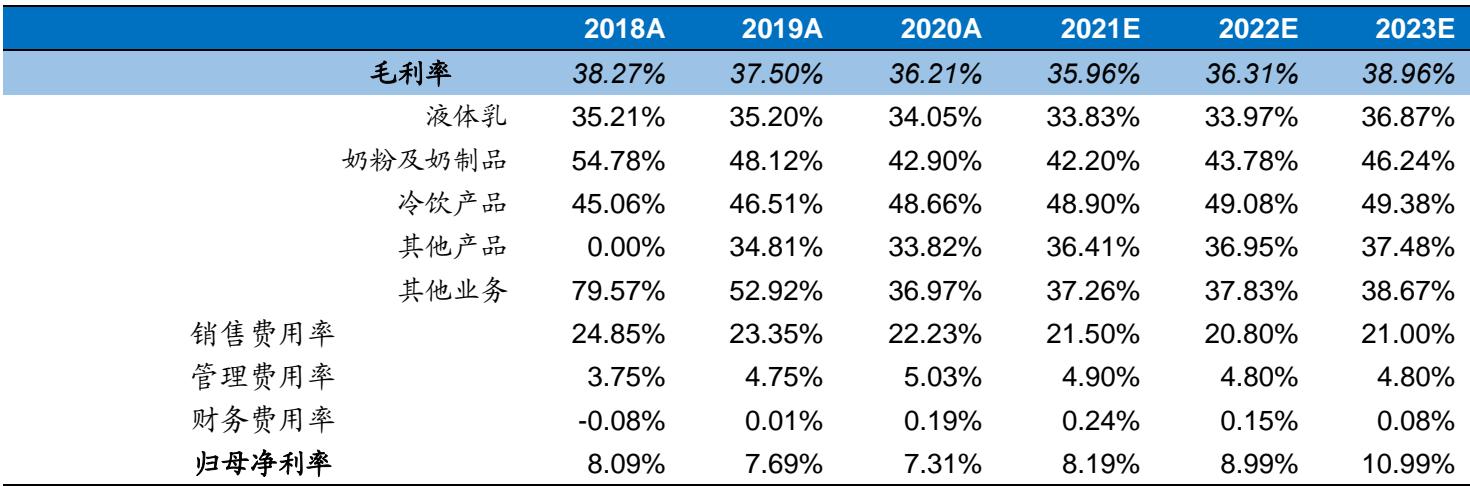 2018A 2019A 2020A 2021E 2022E 2023E
毛利率 38.27% 37.50% 36.21% 35.96% 36.31% 38.96%
液体乳 35.21% 35.20% 34.05% 33.83% 33.97% 36.87%
奶粉及奶制品 54.78% 48.12% 42.90% 42.20% 43.78% 46.24%
冷饮产品 45.06% 46.51% 48.66% 48.90% 49.08% 49.38%
其他产品 0.00% 34.81% 33.82% 36.41% 36.95% 37.48%
其他业务 79.57% 52.92% 36.97% 37.26% 37.83% 38.67%
销售费用率 24.85% 23.35% 22.23% 21.50% 20.80% 21.00%
管理费用率 3.75% 4.75% 5.03% 4.90% 4.80% 4.80%
财务费用率 -0.08% 0.01% 0.19% 0.24% 0.15% 0.08%
归母净利率 8.09% 7.69% 7.31% 8.19% 8.99% 10.99%